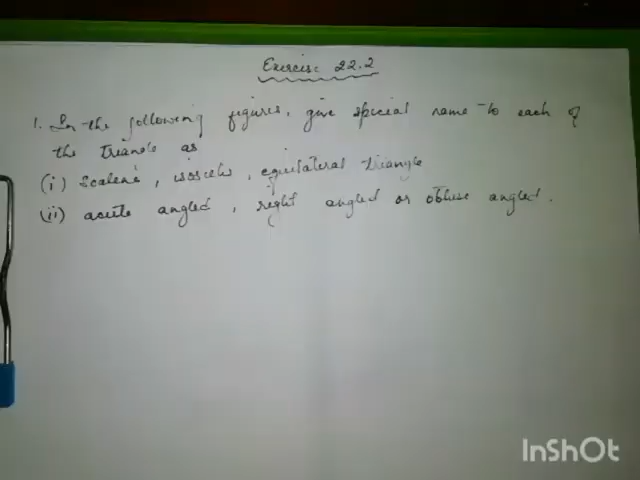 Exercise 22.2
1. In the following figures, give special name to each of
the triangle as
(i) Scalene, isosceles, equilateral triangle
(ii) acute angled, right angled or obtuse angled.
InShOt